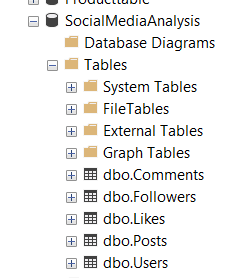 Producttable
SocialMediaAnalysis
Database Diagrams
Tables
System Tables
FileTables
External Tables
Graph Tables
dbo.Comments
dbo.Followers
dbo.Likes
dbo.Posts
dbo.Users